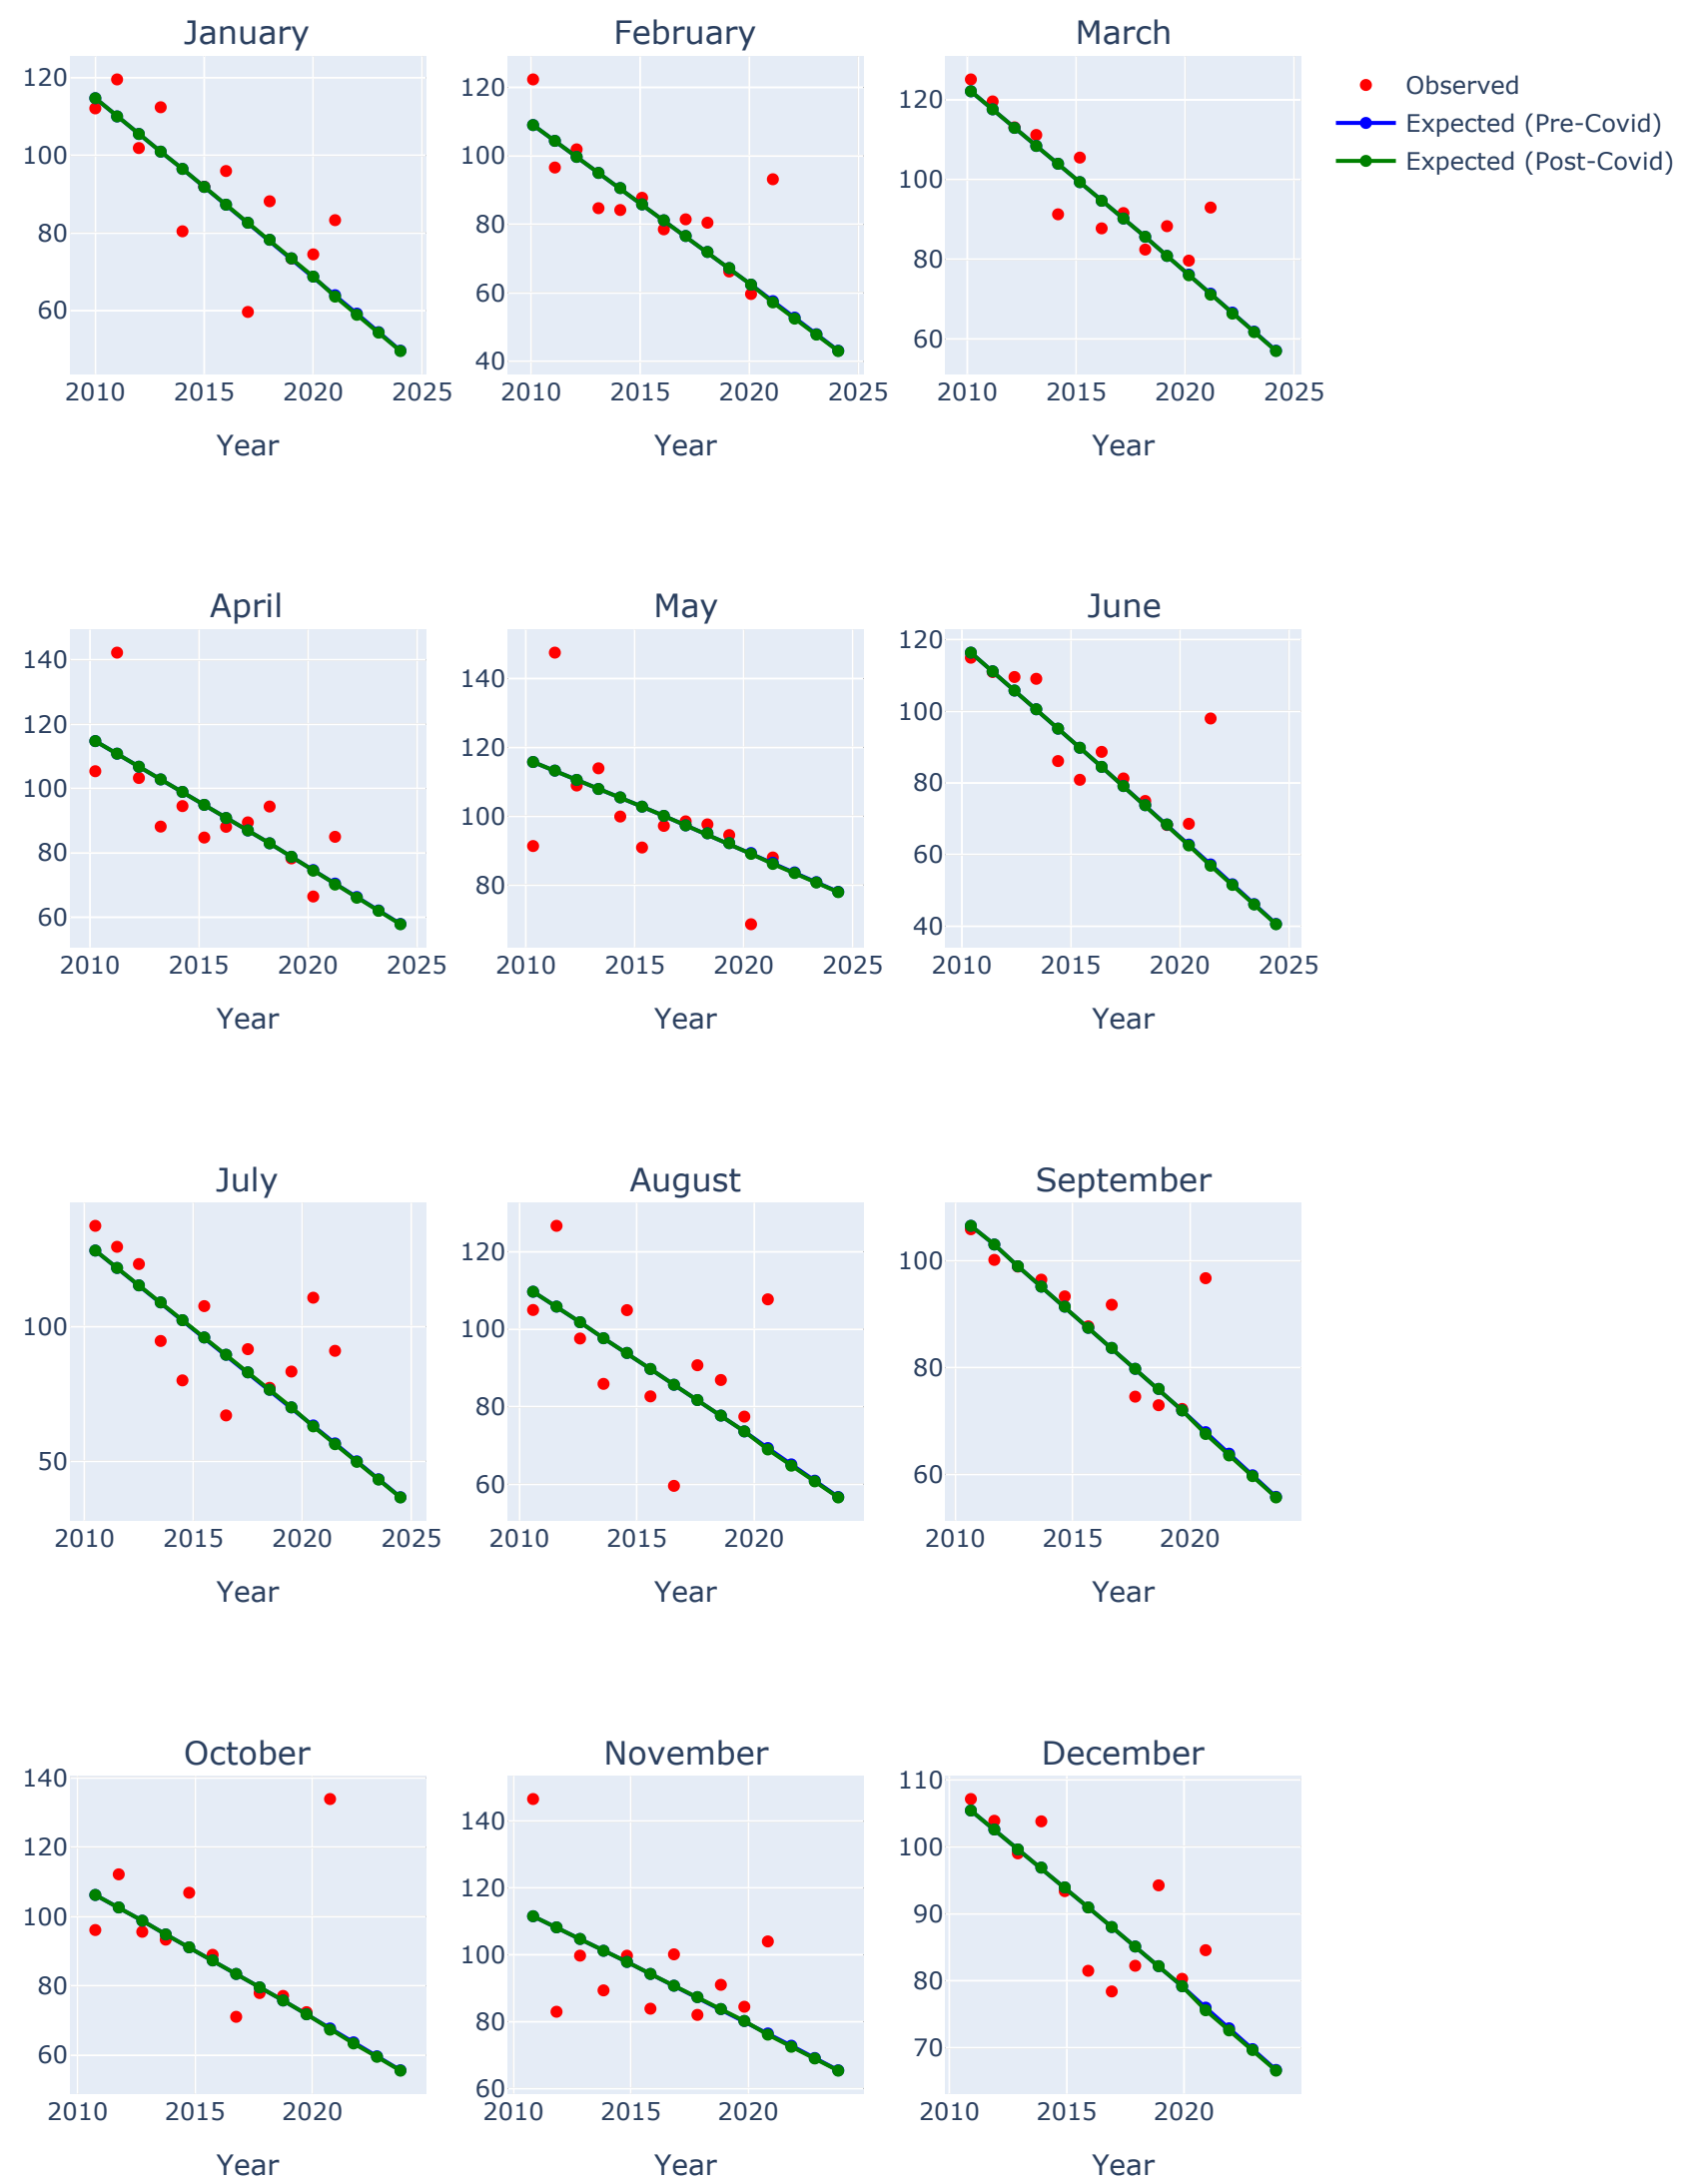 January February March
120
100
80
60
2010 2015 2020 2025
Year
120
100
80
60
40
2010 2015 2020 2025
Year
120
100
80
60
2010 2015 2020 2025
Year
Observed
Expected (Pre-Covid)
Expected (Post-Covid)
April May June
140
120
100
80
60
2010 2015 2020 2025
Year
140
120
100
80
2010 2015 2020 2025
Year
120
100
80
60
40
2010 2015 2020 2025
Year
July August September
100
50
2010 2015 2020 2025
Year
120
100
80
60
2010 2015 2020
Year
100
80
60
2010 2015 2020
Year
October November December
140
120
100
80
60
2010 2015 2020
Year
140
120
100
80
60
2010 2015 2020
Year
110
100
90
80
70
2010 2015 2020
Year